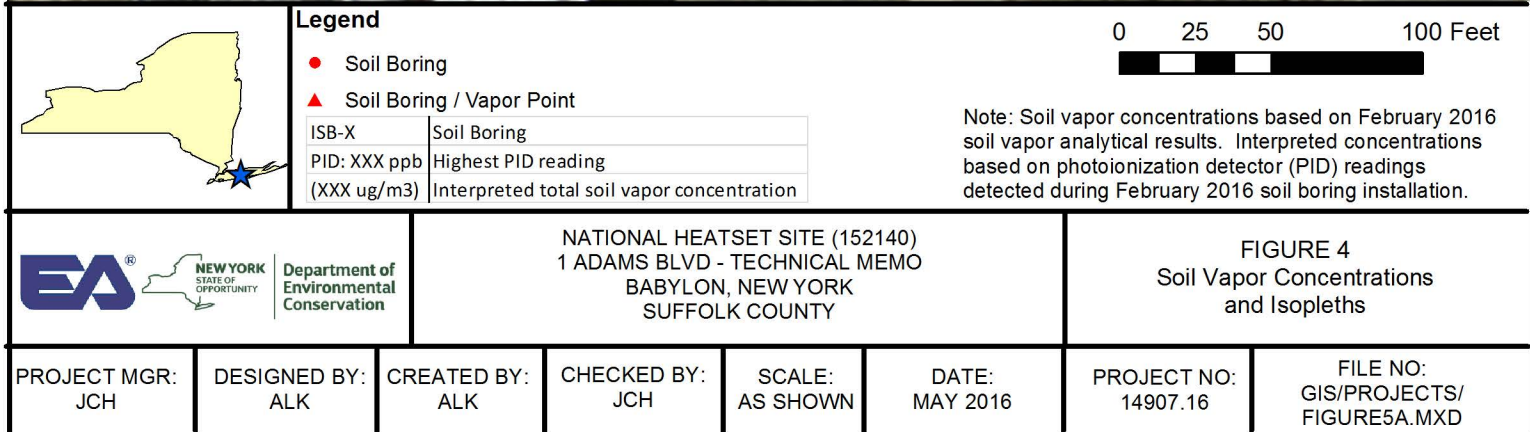 Legend
Soil Boring
Soil Boring / Vapor Point
ISB-X Soil Boring
PID: XXX ppb Highest PID reading
(XXX ug/m3) Interpreted total soil vapor concentration
0 25 50 100 Feet
Note: Soil vapor concentrations based on February 2016
soil vapor analytical results. Interpreted concentrations
based on photoionization detector (PID) readings
detected during February 2016 soil boring installation.
EA®
NEW YORK
STATE OF
OPPORTUNITY
Department of
Environmental
Conservation
NATIONAL HEATSET SITE (152140)
1 ADAMS BLVD - TECHNICAL MEMO
BABYLON, NEW YORK
SUFFOLK COUNTY
FIGURE 4
Soil Vapor Concentrations
and Isopleths
PROJECT MGR:
JCH
DESIGNED BY:
ALK
CREATED BY:
ALK
CHECKED BY:
JCH
SCALE:
AS SHOWN
DATE:
MAY 2016
PROJECT NO:
14907.16
FILE NO:
GIS/PROJECTS/
FIGURE5A.MXD